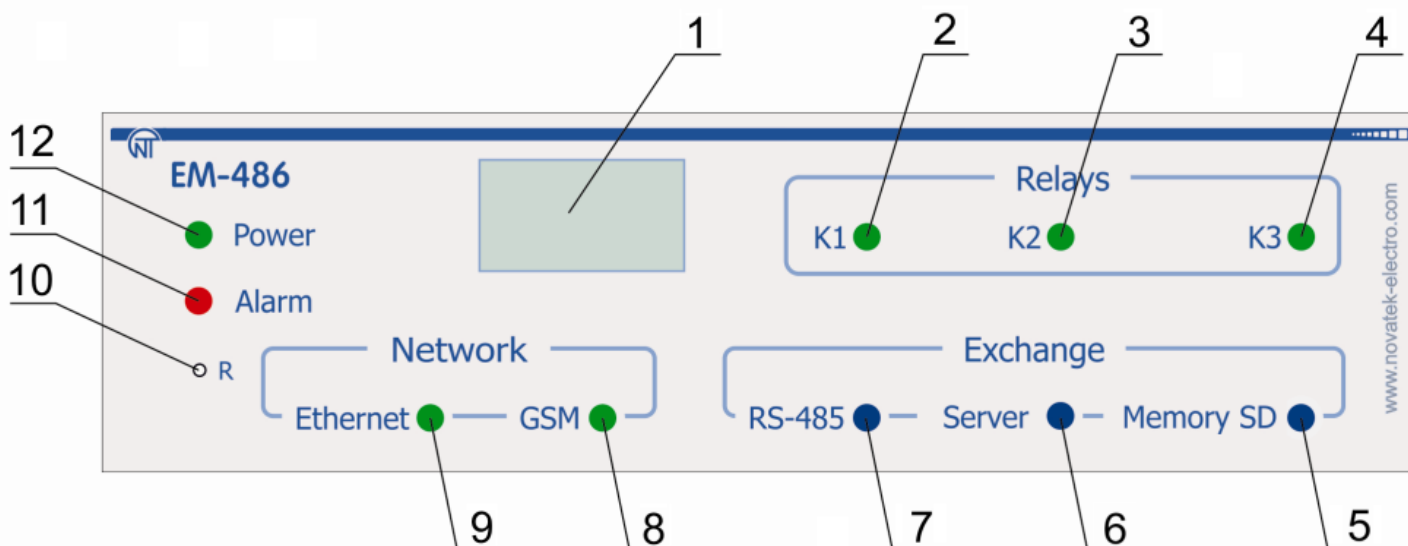 1 2 3 4
12
NT
EM-486
Relays
11
Power
K1 K2 K3
10
Alarm
Network
Exchange
R
Ethernet GSM RS-485 Server Memory SD
www.novatek-electro.com
9 8 7 6 5